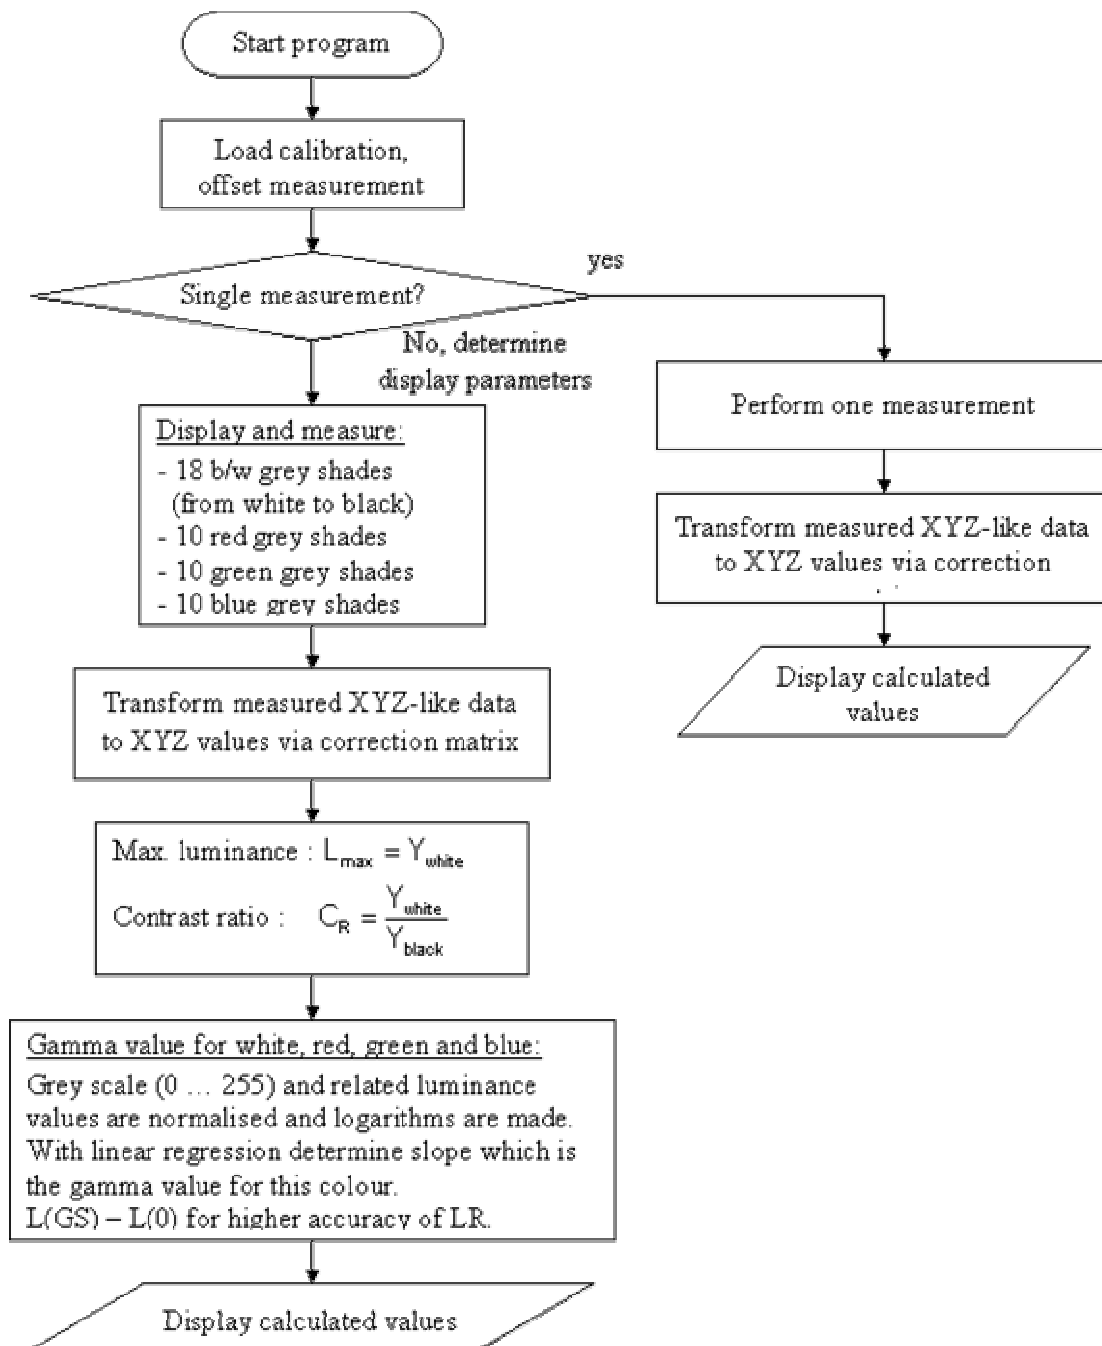 Start program
Load calibration,
offset measurement
Single measurement?
yes
No, determine
display parameters
Display and measure:
- 18 b/w grey shades
(from white to black)
- 10 red grey shades
- 10 green grey shades
- 10 blue grey shades
Transform measured XYZ-like data
to XYZ values via correction matrix
Max. luminance : L_max = Y_white
Contrast ratio : C_R = Y_white / Y_black
Gamma value for white, red, green and blue:
Grey scale (0 ... 255) and related luminance
values are normalised and logarithms are made.
With linear regression determine slope which is
the gamma value for this colour.
L(GS) – L(0) for higher accuracy of LR.
Display calculated values
Perform one measurement
Transform measured XYZ-like data
to XYZ values via correction
Display calculated
values